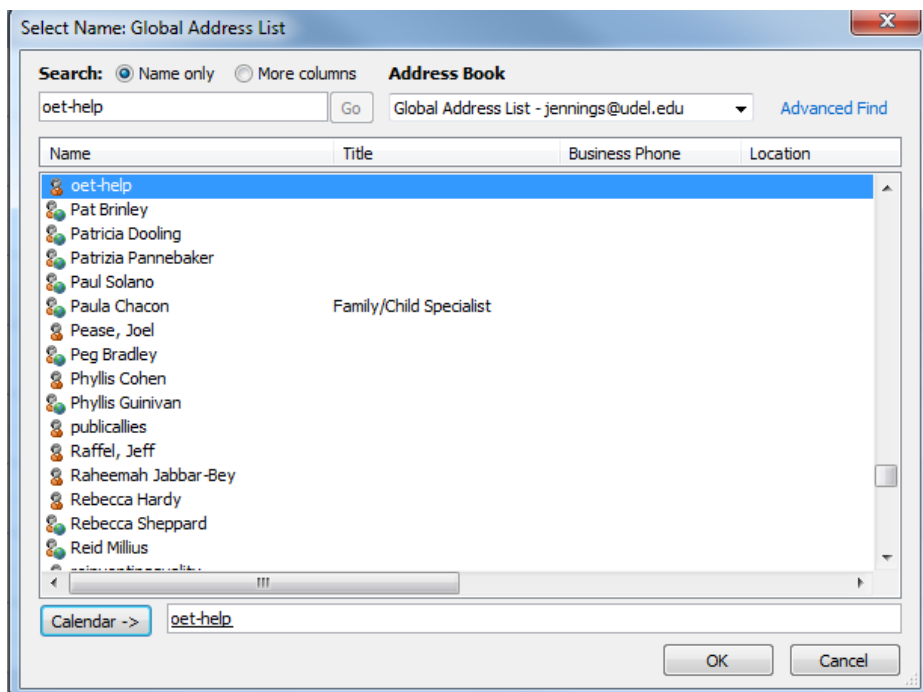 Select Name: Global Address List
Search: Name only More columns Address Book
oet-help Go Global Address List - jennings@udel.edu Advanced Find
Name Title Business Phone Location
oet-help
Pat Brinley
Patricia Dooling
Patrizia Pannebaker
Paul Solano
Paula Chacon Family/Child Specialist
Pease, Joel
Peg Bradley
Phyllis Cohen
Phyllis Guinivan
publicallies
Raffel, Jeff
Raheemah Jabbar-Bey
Rebecca Hardy
Rebecca Sheppard
Reid Millius
Calendar -> oet-help
OK Cancel